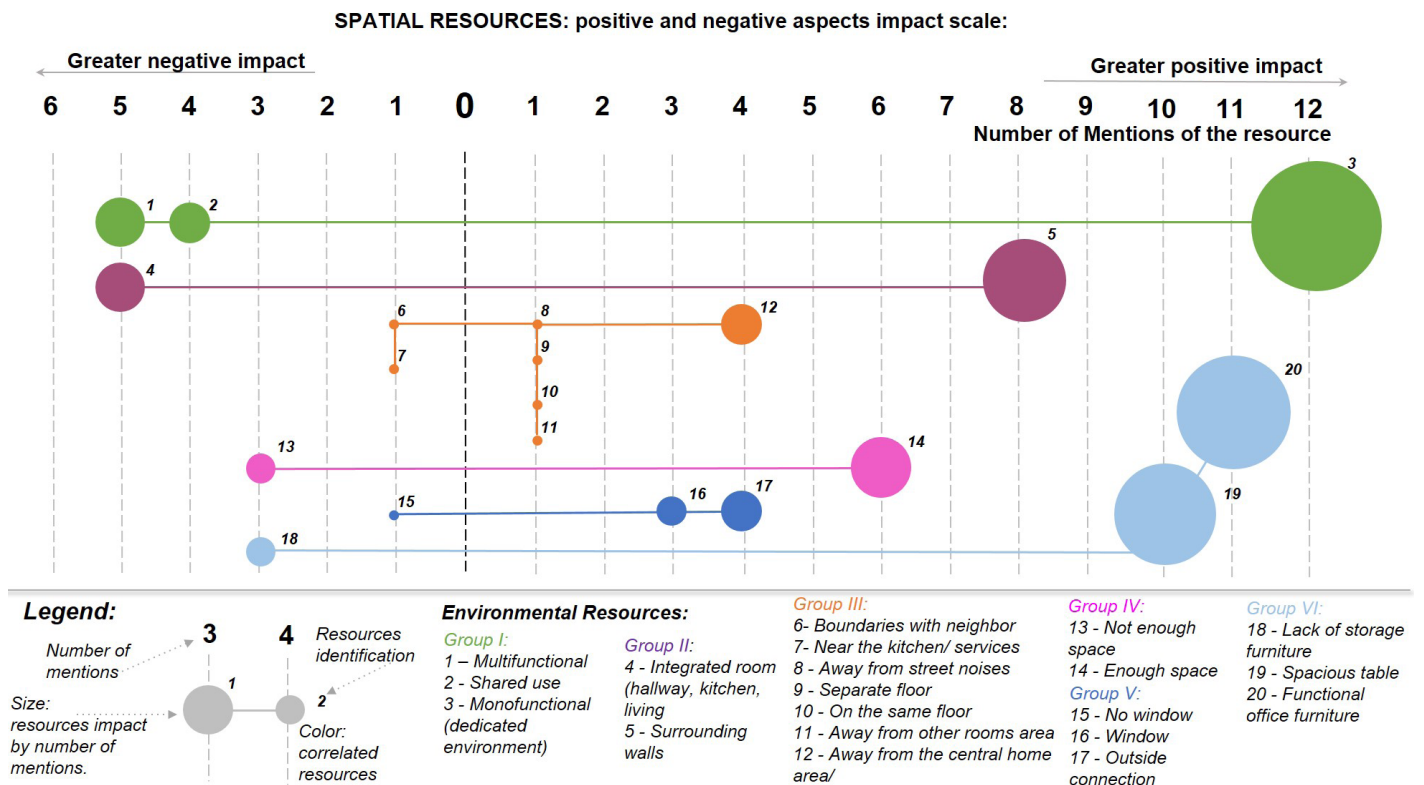 SPATIAL RESOURCES: positive and negative aspects impact scale:
Greater negative impact
Greater positive impact
6 5 4 3 2 1 0 1 2 3 4 5 6 7 8 9 10 11 12
Number of Mentions of the resource
3
1
2
5
4
6
8
12
7
9
20
10
11
13
14
15
16
17
19
18
Legend:
3
4
Number of
mentions
Resources
identification
1
2
Size:
resources impact
by number of
mentions.
Color:
correlated
resources
Environmental Resources:
Group I:
1 – Multifunctional
2 - Shared use
3 - Monofunctional
(dedicated
environment)
Group II:
4 - Integrated room
(hallway, kitchen,
living
5 - Surrounding
walls
Group III:
6- Boundaries with neighbor
7- Near the kitchen/ services
8 - Away from street noises
9 - Separate floor
10 - On the same floor
11 - Away from other rooms area
12 - Away from the central home
area/
Group IV:
13 - Not enough
space
14 - Enough space
Group V:
15 - No window
16 - Window
17 - Outside
connection
Group VI:
18 - Lack of storage
furniture
19 - Spacious table
20 - Functional
office furniture